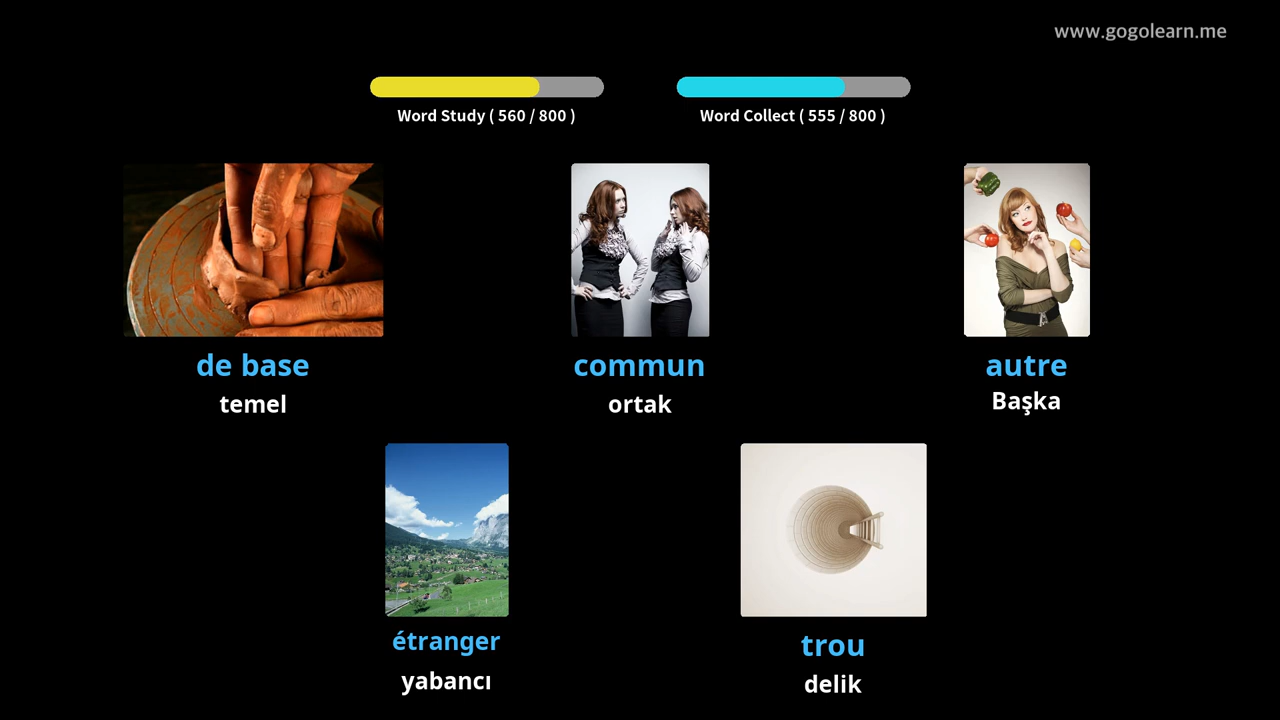 www.gogolearn.me
Word Study ( 560 / 800 )
Word Collect ( 555 / 800 )
de base
temel
commun
ortak
autre
Başka
étranger
yabancı
trou
delik